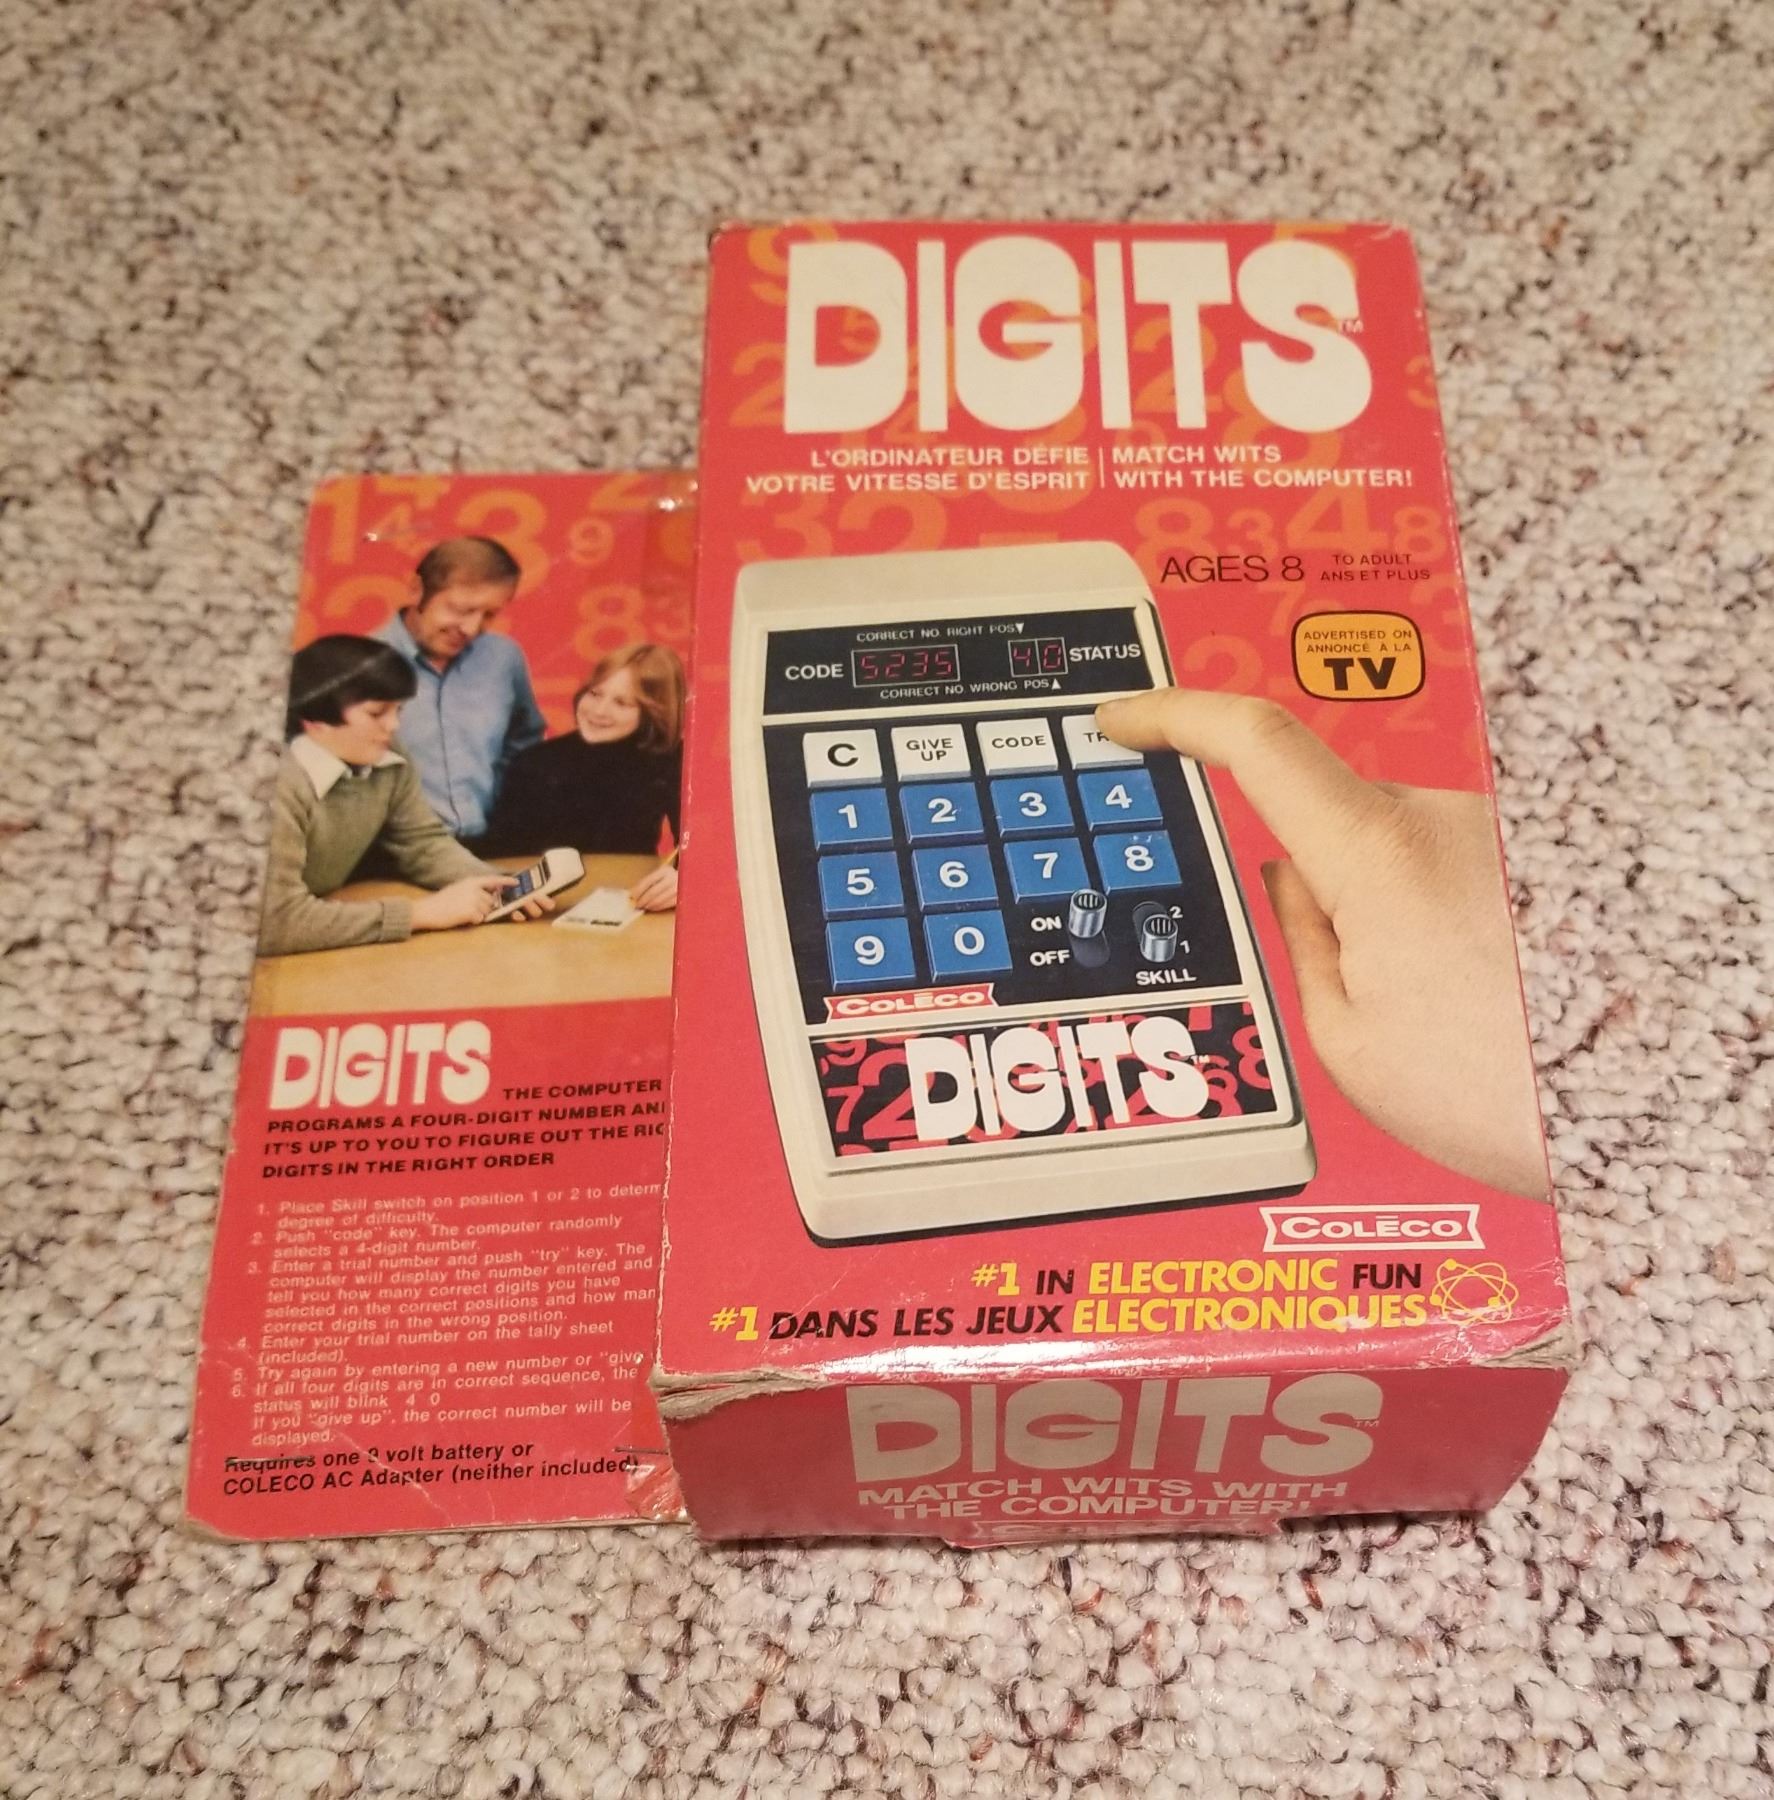 DIGITS TM
L'ORDINATEUR DÉFIE | MATCH WITS
VOTRE VITESSE D'ESPRIT | WITH THE COMPUTER!
AGES 8 TO ADULT
ANS ET PLUS
ADVERTISED ON
ANNONCÉ À LA
TV
CORRECT NO. RIGHT POS▼
CODE 5235 40 STATUS
CORRECT NO. WRONG POS▲
C GIVE UP CODE
1 2 3 4
5 6 7 8
9 0
ON
OFF
2
1
SKILL
COLECO
DIGITS TM
COLECO
#1 IN ELECTRONIC FUN
#1 DANS LES JEUX ELECTRONIQUES
DIGITS TM
MATCH WITS WITH
THE COMPUTER!
DIGITS THE COMPUTER
PROGRAMS A FOUR-DIGIT NUMBER
IT'S UP TO YOU TO FIGURE OUT THE
DIGITS IN THE RIGHT ORDER
1. Place Skill switch on position 1 or 2 to
degree of difficulty.
2. Push "code" key. The computer randomly
selects a 4-digit number.
3. Enter a trial number and push "try" key. The
computer will display the number entered and
tell you how many correct digits you have
selected in the correct positions and how
correct digits in the wrong position.
4. Enter your trial number on the tally sheet
(included).
5. Try again by entering a new number or "give
6. If all four digits are in correct sequence, the
status will blink 4 0
If you "give up", the correct number will be
displayed.
Requires one 9 volt battery or
COLECO AC Adapter (neither included).